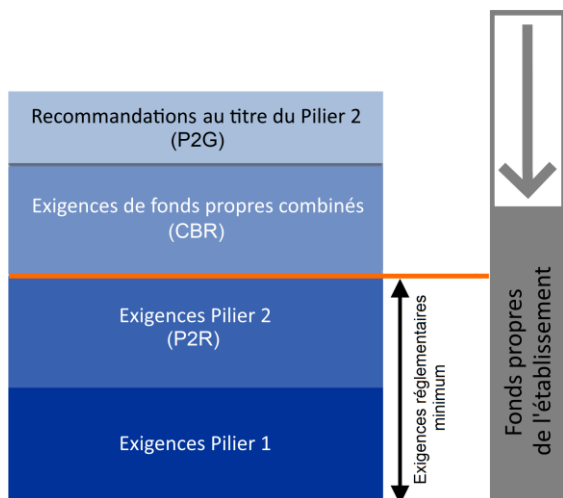 Recommandations au titre du Pilier 2
(P2G)
Exigences de fonds propres combinés
(CBR)
Exigences Pilier 2
(P2R)
Exigences Pilier 1
Exigences réglementaires
minimum
Fonds propres
de l'établissement